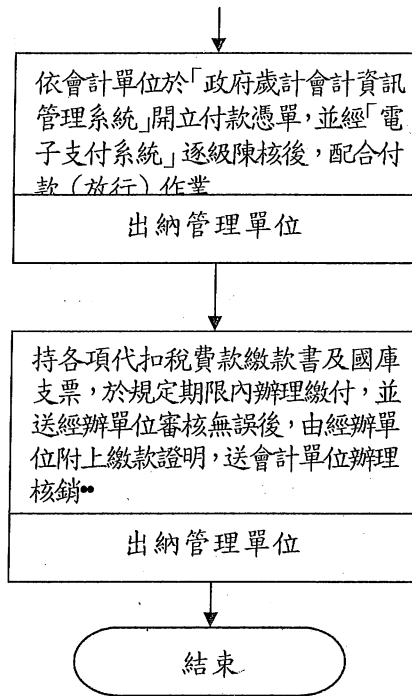 依會計單位於「政府歲計會計資訊
管理系統」開立付款憑單，並經「電
子支付系統」逐級陳核後，配合付
款（放行）作業
出納管理單位
持各項代扣稅費款繳款書及國庫
支票，於規定期限內辦理繳付，並
送經辦單位審核無誤後，由經辦單
位附上繳款證明，送會計單位辦理
核銷••
出納管理單位
結束